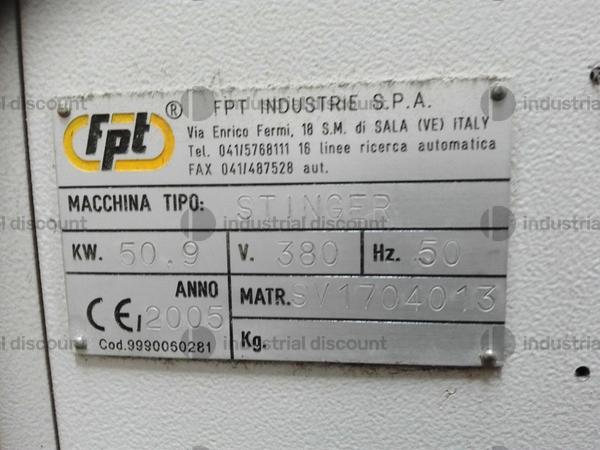 fpt ® FPT INDUSTRIE S.P.A.
Via Enrico Fermi, 18 S.M. di SALA (VE) ITALY
Tel. 041/5768111 16 linee ricerca automatica
FAX 041/487528 aut.
MACCHINA TIPO: STINGER
KW. 50.9 V. 380 Hz. 50
ANNO MATR. SV1704013
CE, 2005
Cod.9990060281 Kg.
industrial discount